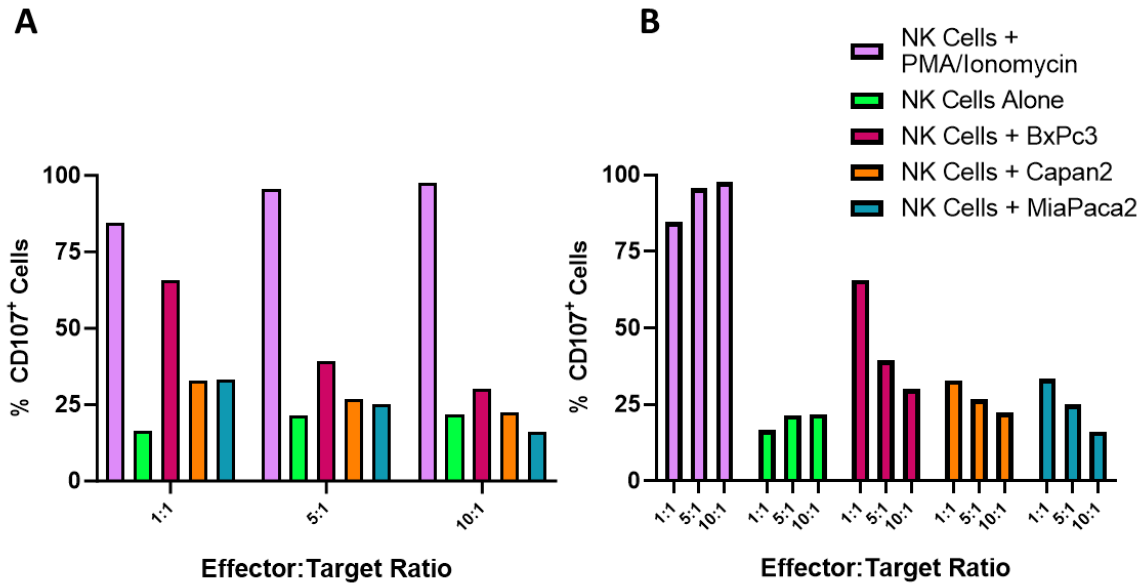 A
100
75
50
25
0
% CD107+ Cells
1:1
5:1
10:1
Effector:Target Ratio
B
NK Cells +
PMA/Ionomycin
NK Cells Alone
NK Cells + BxPc3
NK Cells + Capan2
NK Cells + MiaPaca2
100
75
50
25
0
% CD107+ Cells
1:1
5:1
10:1
1:1
5:1
10:1
1:1
5:1
10:1
1:1
5:1
10:1
1:1
5:1
10:1
Effector:Target Ratio